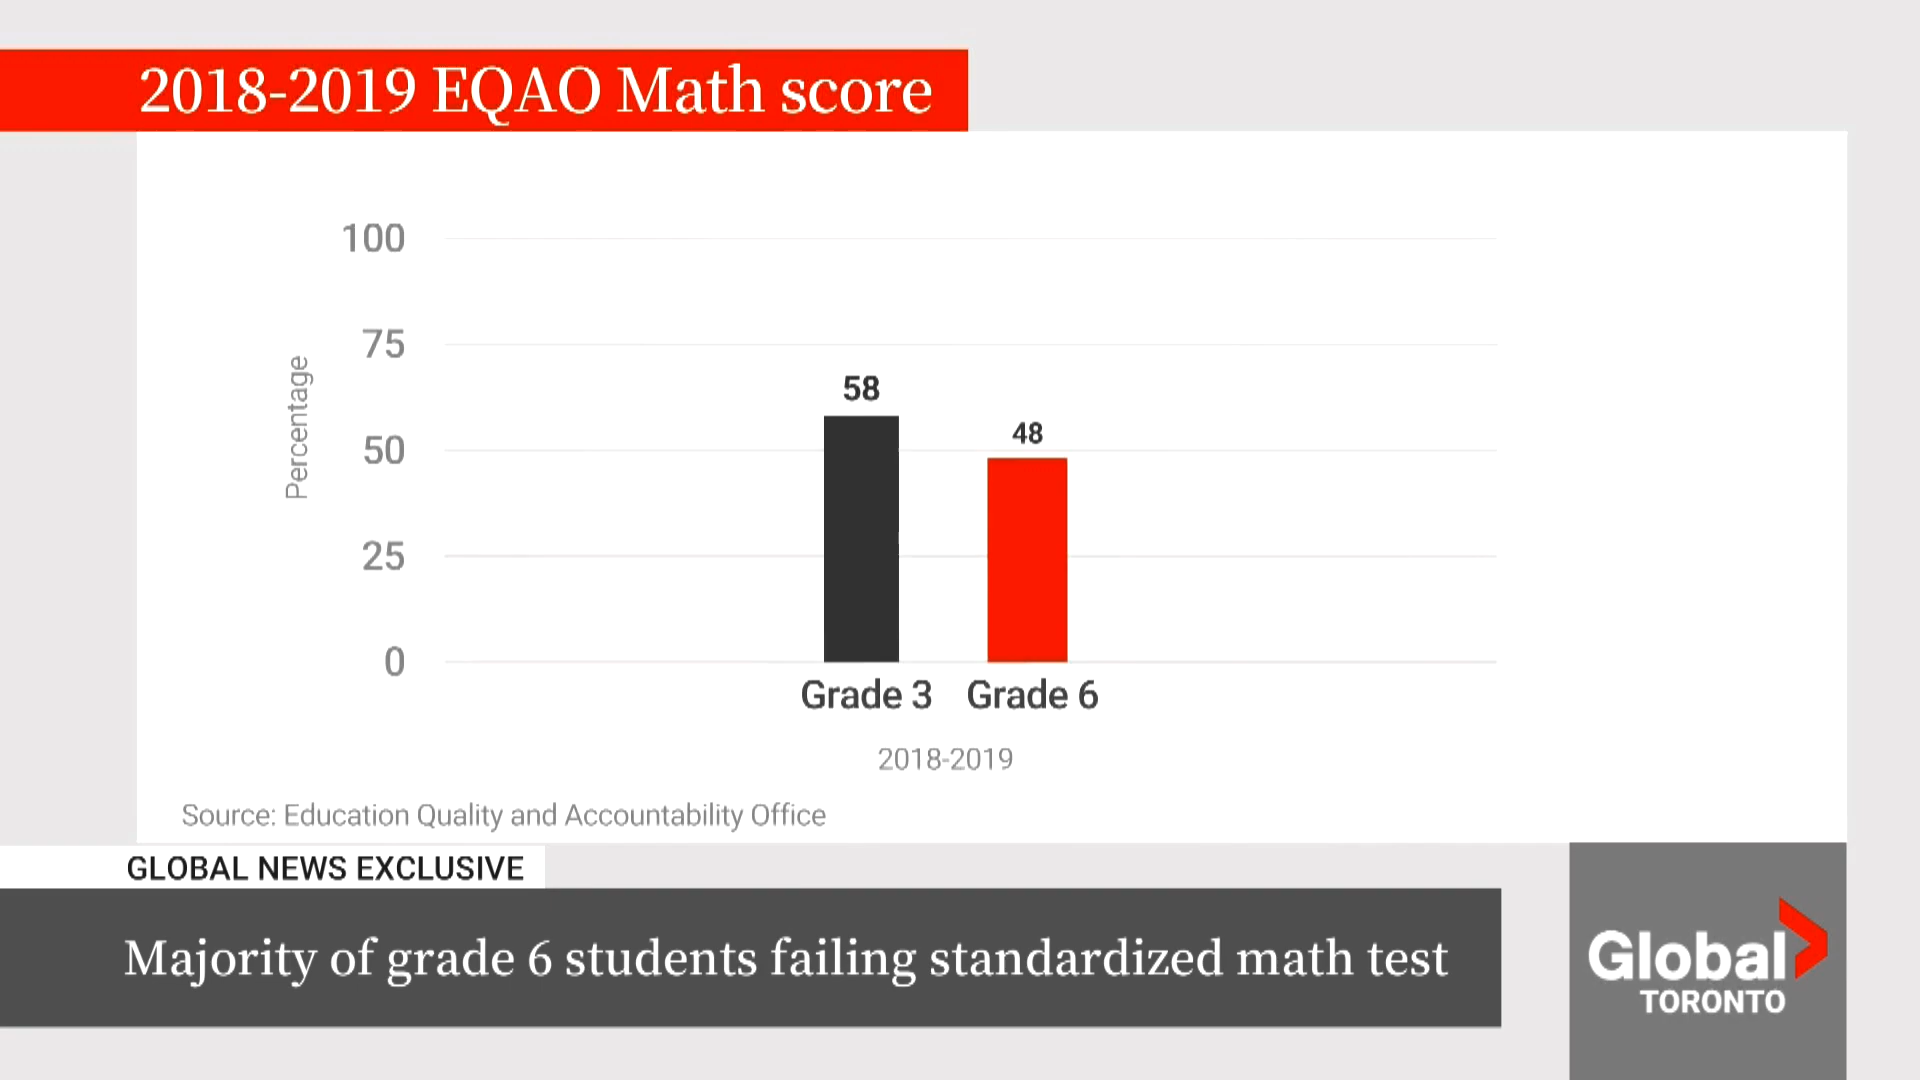 2018-2019 EQAO Math score
100
75
50
25
0
Percentage
58
48
Grade 3 Grade 6
2018-2019
Source: Education Quality and Accountability Office
GLOBAL NEWS EXCLUSIVE
Majority of grade 6 students failing standardized math test
Global
TORONTO